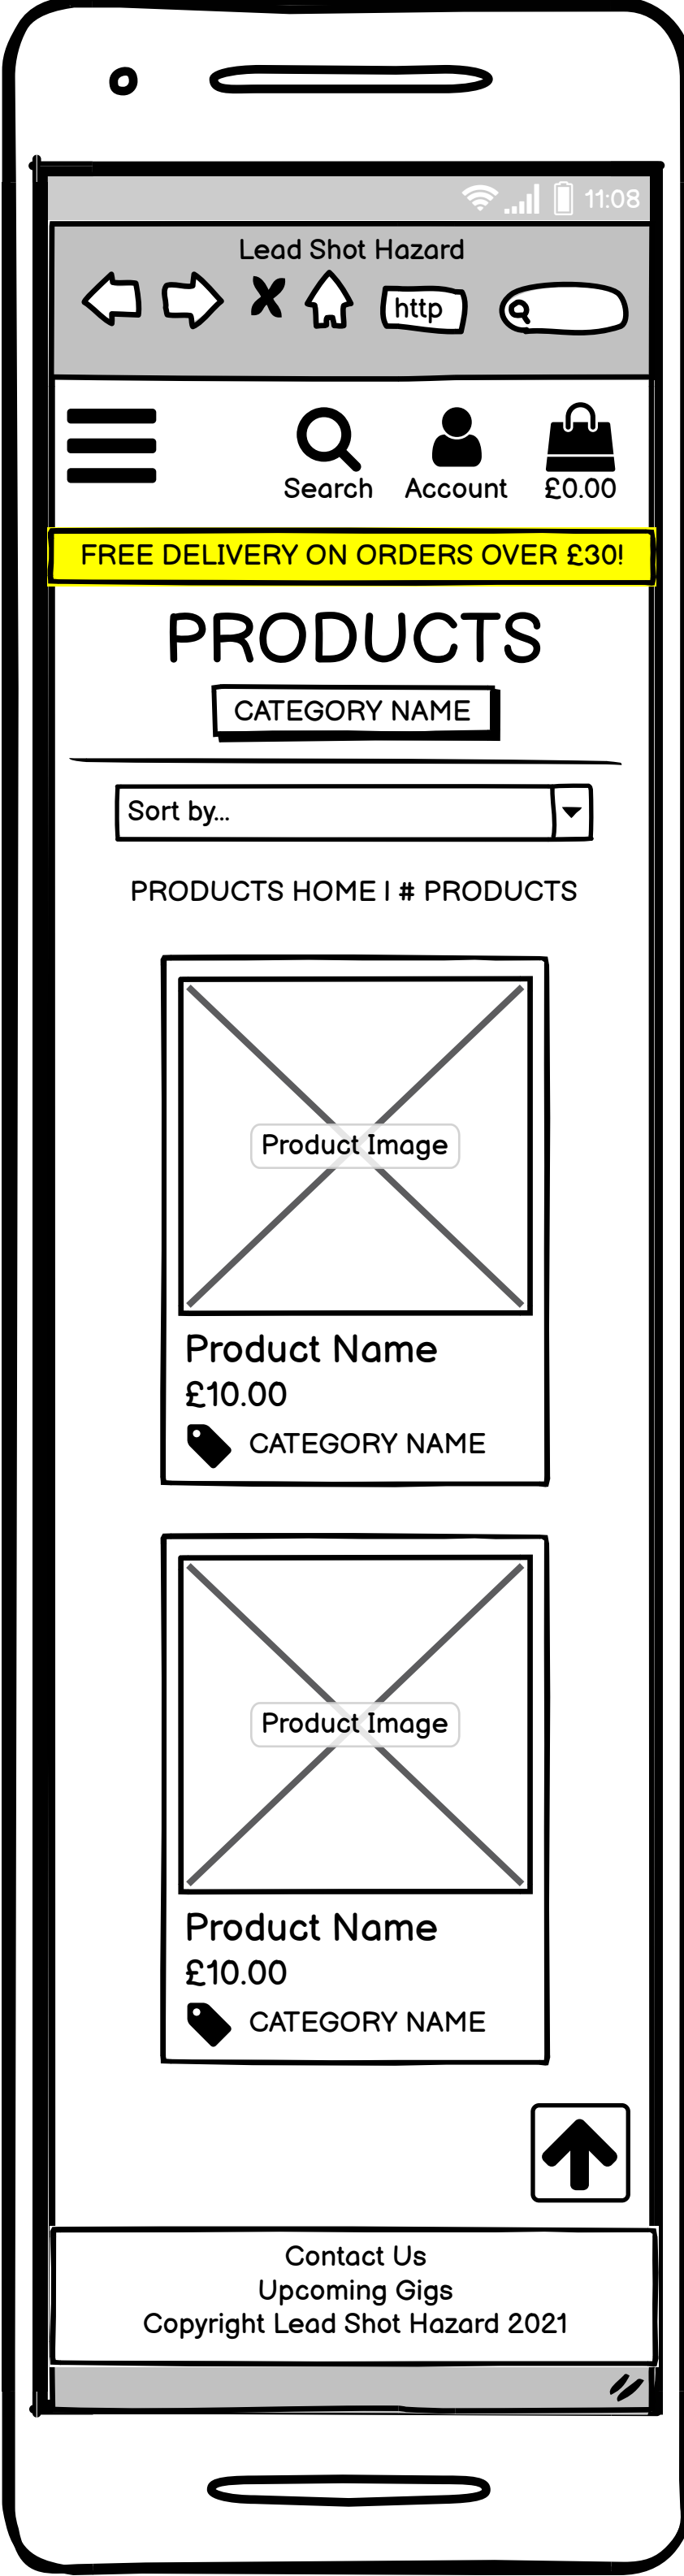 11:08
Lead Shot Hazard
http
Search Account £0.00
FREE DELIVERY ON ORDERS OVER £30!
PRODUCTS
CATEGORY NAME
Sort by...
PRODUCTS HOME | # PRODUCTS
Product Image
Product Name
£10.00
CATEGORY NAME
Product Image
Product Name
£10.00
CATEGORY NAME
Contact Us
Upcoming Gigs
Copyright Lead Shot Hazard 2021